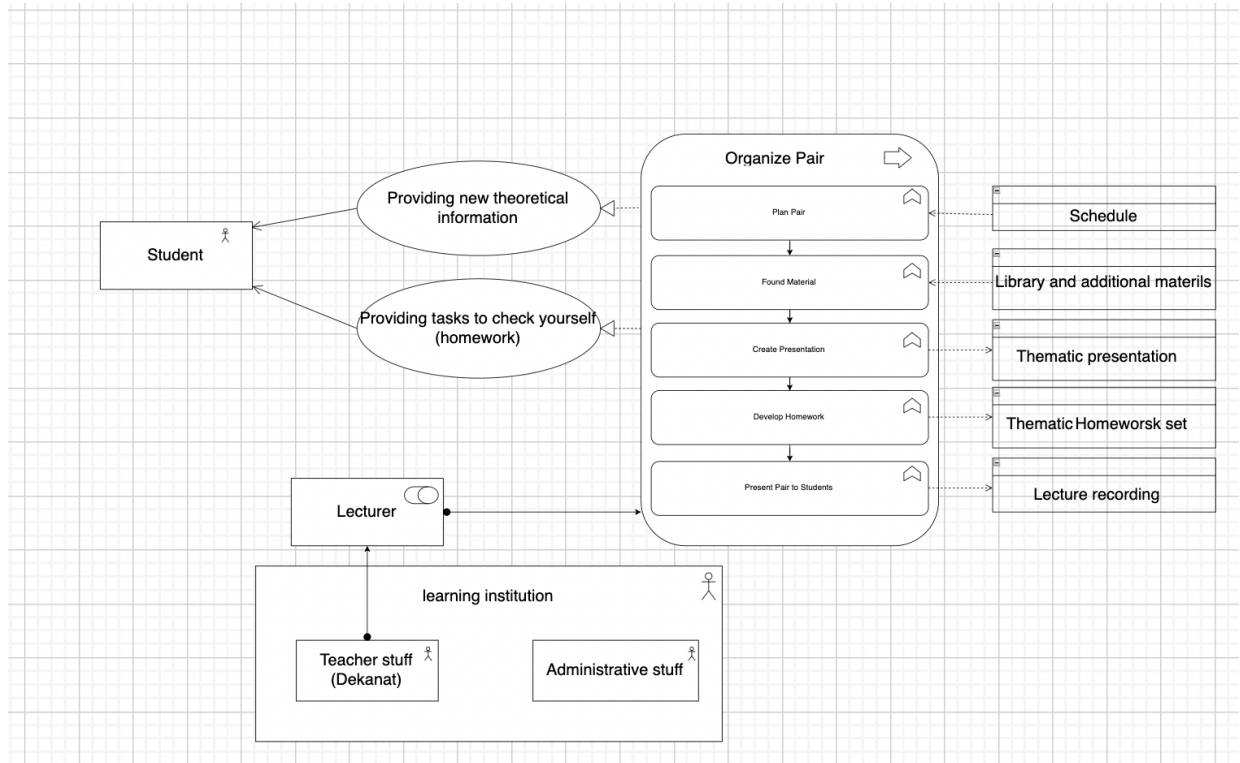 Organize Pair
Providing new theoretical
information
Plan Pair
Schedule
Student
Found Material
Library and additional materils
Providing tasks to check yourself
(homework)
Create Presentation
Thematic presentation
Develop Homework
Thematic Homeworsk set
Present Pair to Students
Lecture recording
Lecturer
learning institution
Teacher stuff
(Dekanat)
Administrative stuff